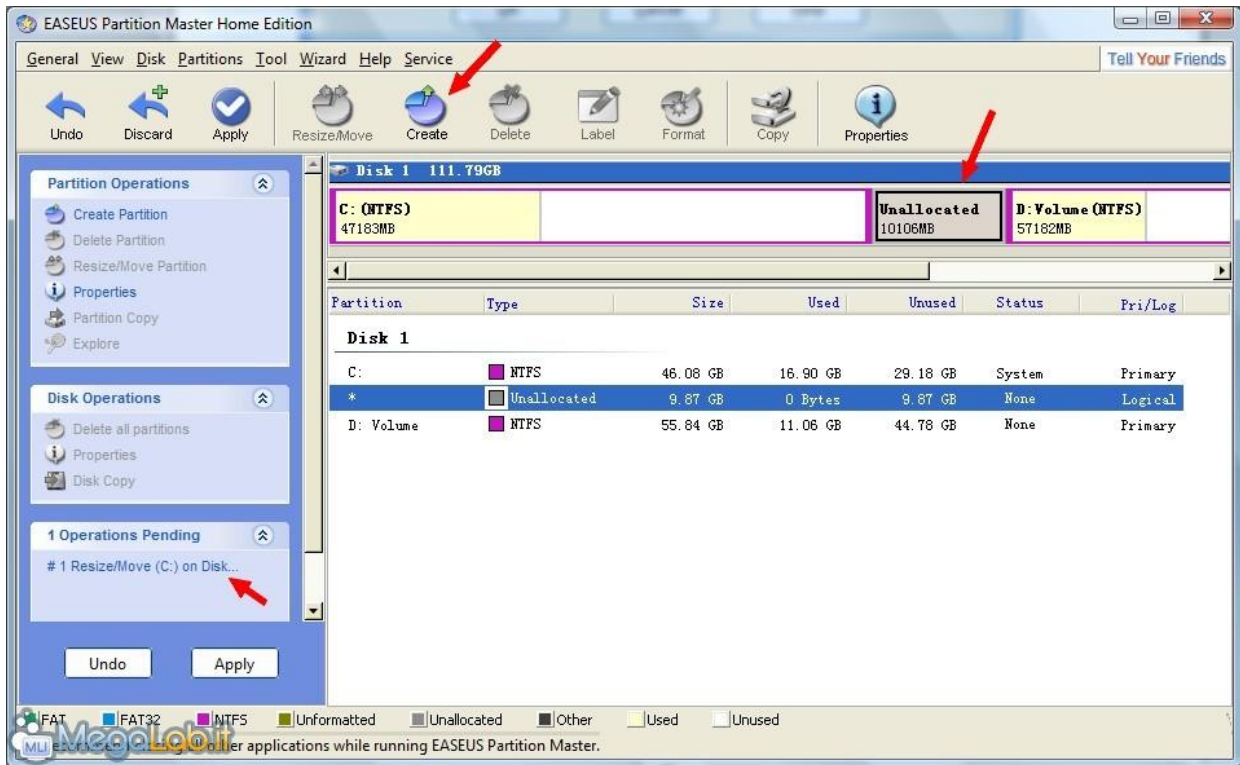 EASEUS Partition Master Home Edition
General View Disk Partitions Tool Wizard Help Service
Tell Your Friends
Undo Discard Apply Resize/Move Create Delete Label Format Copy Properties
Partition Operations
Create Partition
Delete Partition
Resize/Move Partition
Properties
Partition Copy
Explore
Disk Operations
Delete all partitions
Properties
Disk Copy
1 Operations Pending
# 1 Resize/Move (C:) on Disk...
Undo Apply
Disk 1 111.79GB
C: (NTFS)
47183MB
Unallocated
10106MB
D: Volume (NTFS)
57182MB
Partition Type Size Used Unused Status Pri/Log
Disk 1
C: NTFS 46.08 GB 16.90 GB 29.18 GB System Primary
* Unallocated 9.87 GB 0 Bytes 9.87 GB None Logical
D: Volume NTFS 55.84 GB 11.06 GB 44.78 GB None Primary
FAT FAT32 NTFS Unformatted Unallocated Other Used Unused
applications while running EASEUS Partition Master.
MLI MegaLab.it